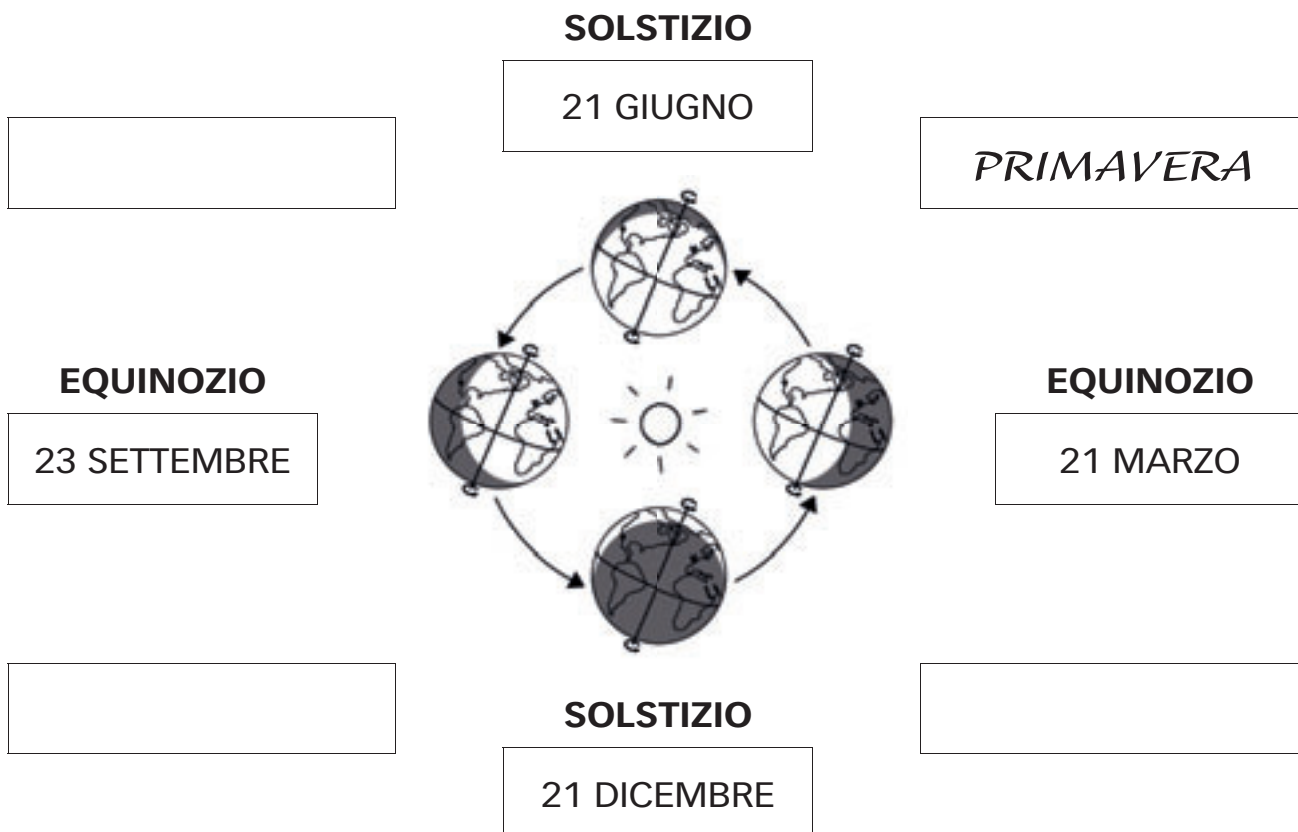 SOLSTIZIO
21 GIUGNO
PRIMAVERA
EQUINOZIO
23 SETTEMBRE
EQUINOZIO
21 MARZO
SOLSTIZIO
21 DICEMBRE